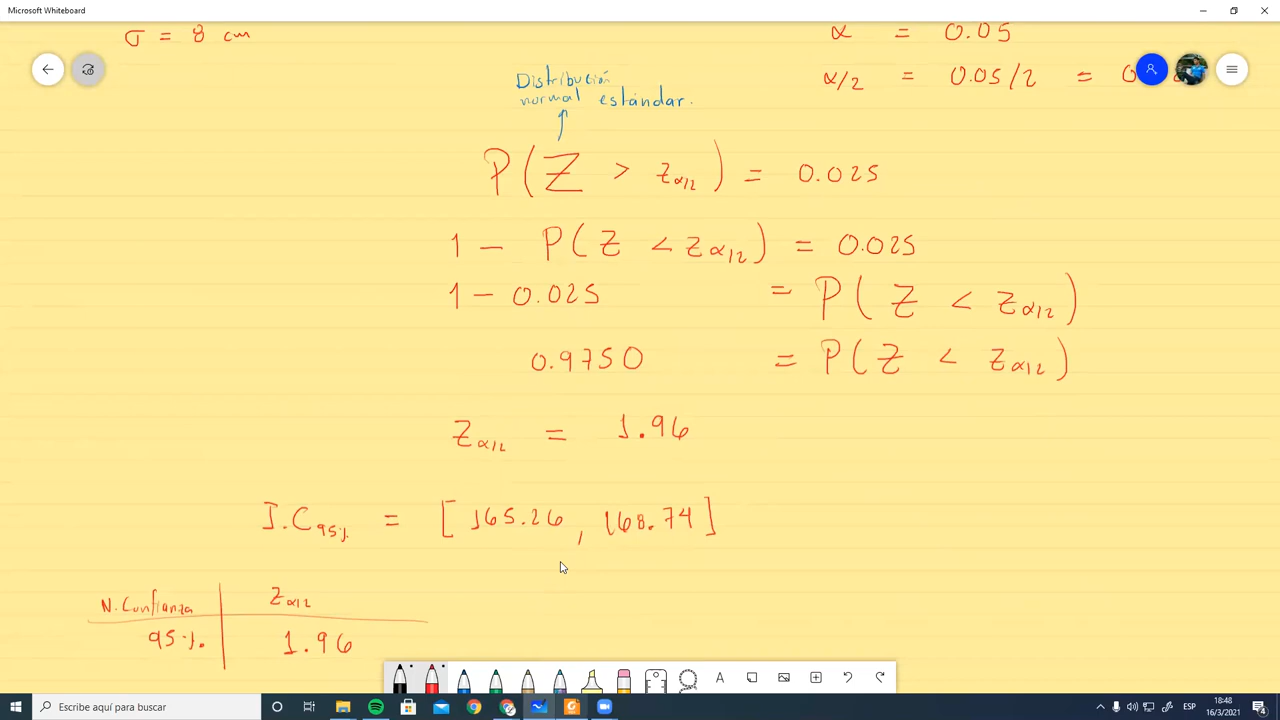 Microsoft Whiteboard
σ = 8 cm
α = 0.05
α/2 = 0.05/2 =
Distribución
normal estándar.
P(Z > zα/2) = 0.025
1 − P(Z < zα/2) = 0.025
1 − 0.025 = P(Z < zα/2)
0.9750 = P(Z < zα/2)
Zα/2 = 1.96
I.C95%. = [165.26, 168.74]
N. Confianza Zα/2
95%. 1.96
Escribe aquí para buscar
ESP
18:48
16/3/2021